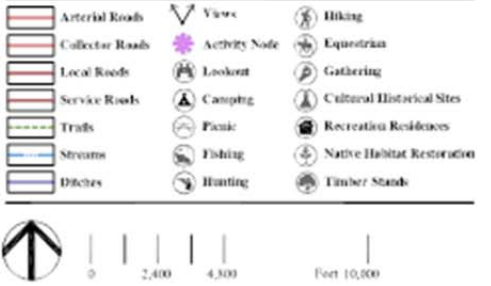 Arterial Roads
Collector Roads
Local Roads
Service Roads
Trails
Streams
Ditches
Views
Activity Node
Lookout
Camping
Picnic
Fishing
Hunting
Hiking
Equestrian
Gathering
Cultural Historical Sites
Recreation Residences
Native Habitat Restoration
Timber Stands
0 2,400 4,800 Feet 10,000